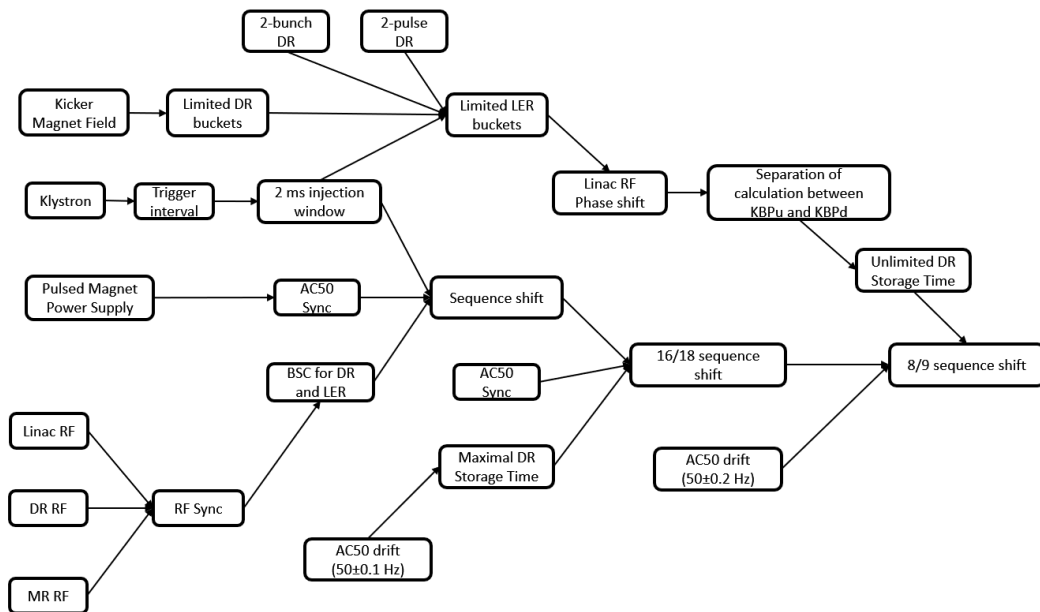 2-bunch
DR
2-pulse
DR
Kicker
Magnet Field
Limited DR
buckets
Limited LER
buckets
Klystron
Trigger
interval
2 ms injection
window
Linac RF
Phase shift
Separation of
calculation between
KBPu and KBPd
Unlimited DR
Storage Time
Pulsed Magnet
Power Supply
AC50
Sync
Sequence shift
BSC for DR
and LER
AC50
Sync
16/18 sequence
shift
8/9 sequence shift
Linac RF
Maximal DR
Storage Time
AC50 drift
(50±0.2 Hz)
DR RF
RF Sync
AC50 drift
(50±0.1 Hz)
MR RF